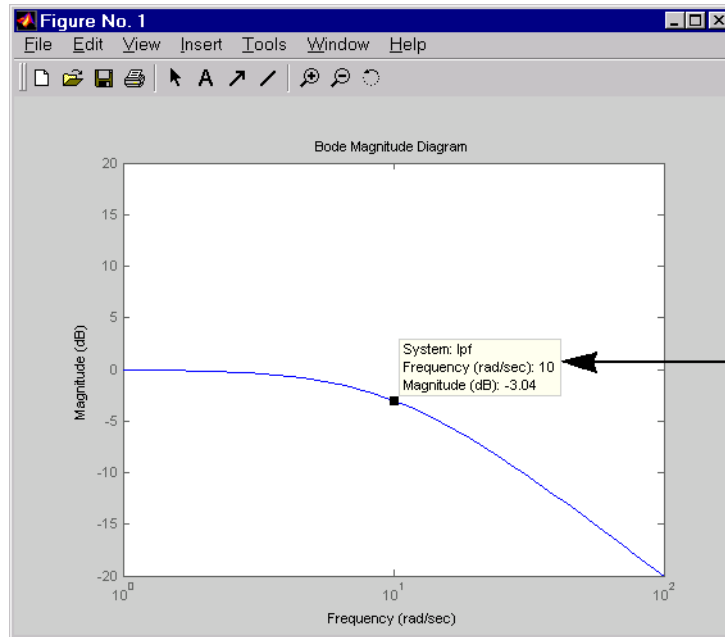 Figure No. 1
File Edit View Insert Tools Window Help
A
Bode Magnitude Diagram
20
15
10
5
0
-5
-10
-15
-20
Magnitude (dB)
System: lpf
Frequency (rad/sec): 10
Magnitude (dB): -3.04
10^0 10^1 10^2
Frequency (rad/sec)